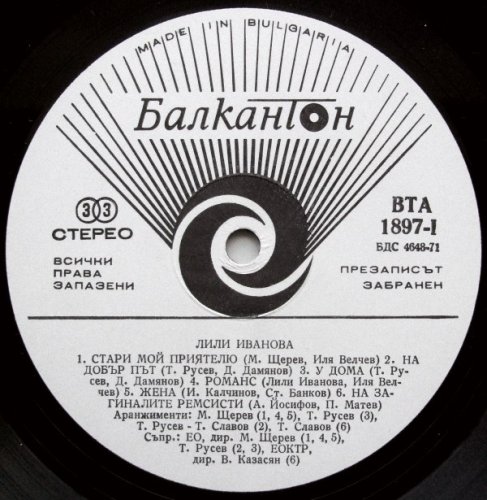 MADE IN BULGARIA
Балкантон
33
СТЕРЕО
ВСИЧКИ
ПРАВА
ЗАПАЗЕНИ
ВТА
1897-I
БДС 4648-71
ПРЕЗАПИСЪТ
ЗАБРАНЕН
ЛИЛИ ИВАНОВА
1. СТАРИ МОЙ ПРИЯТЕЛЮ (М. Щерев, Иля Велчев) 2. НА
ДОБЪР ПЪТ (Т. Русев, Д. Дамянов) 3. У ДОМА (Т. Ру-
сев, Д. Дамянов) 4. РОМАНС (Лили Иванова, Иля Вел-
чев) 5. ЖЕНА (И. Калчинов, Ст. Банков) 6. НА ЗА-
ГИНАЛИТЕ РЕМСИСТИ (А. Йосифов, П. Матев)
Аранжименти: М. Щерев (1, 4, 5), Т. Русев (3),
Т. Русев - Т. Славов (2), Т. Славов (6)
Съпр.: ЕО, дир. М. Щерев (1, 4, 5),
Т. Русев (2, 3), ЕОКТР,
дир. В. Казасян (6)